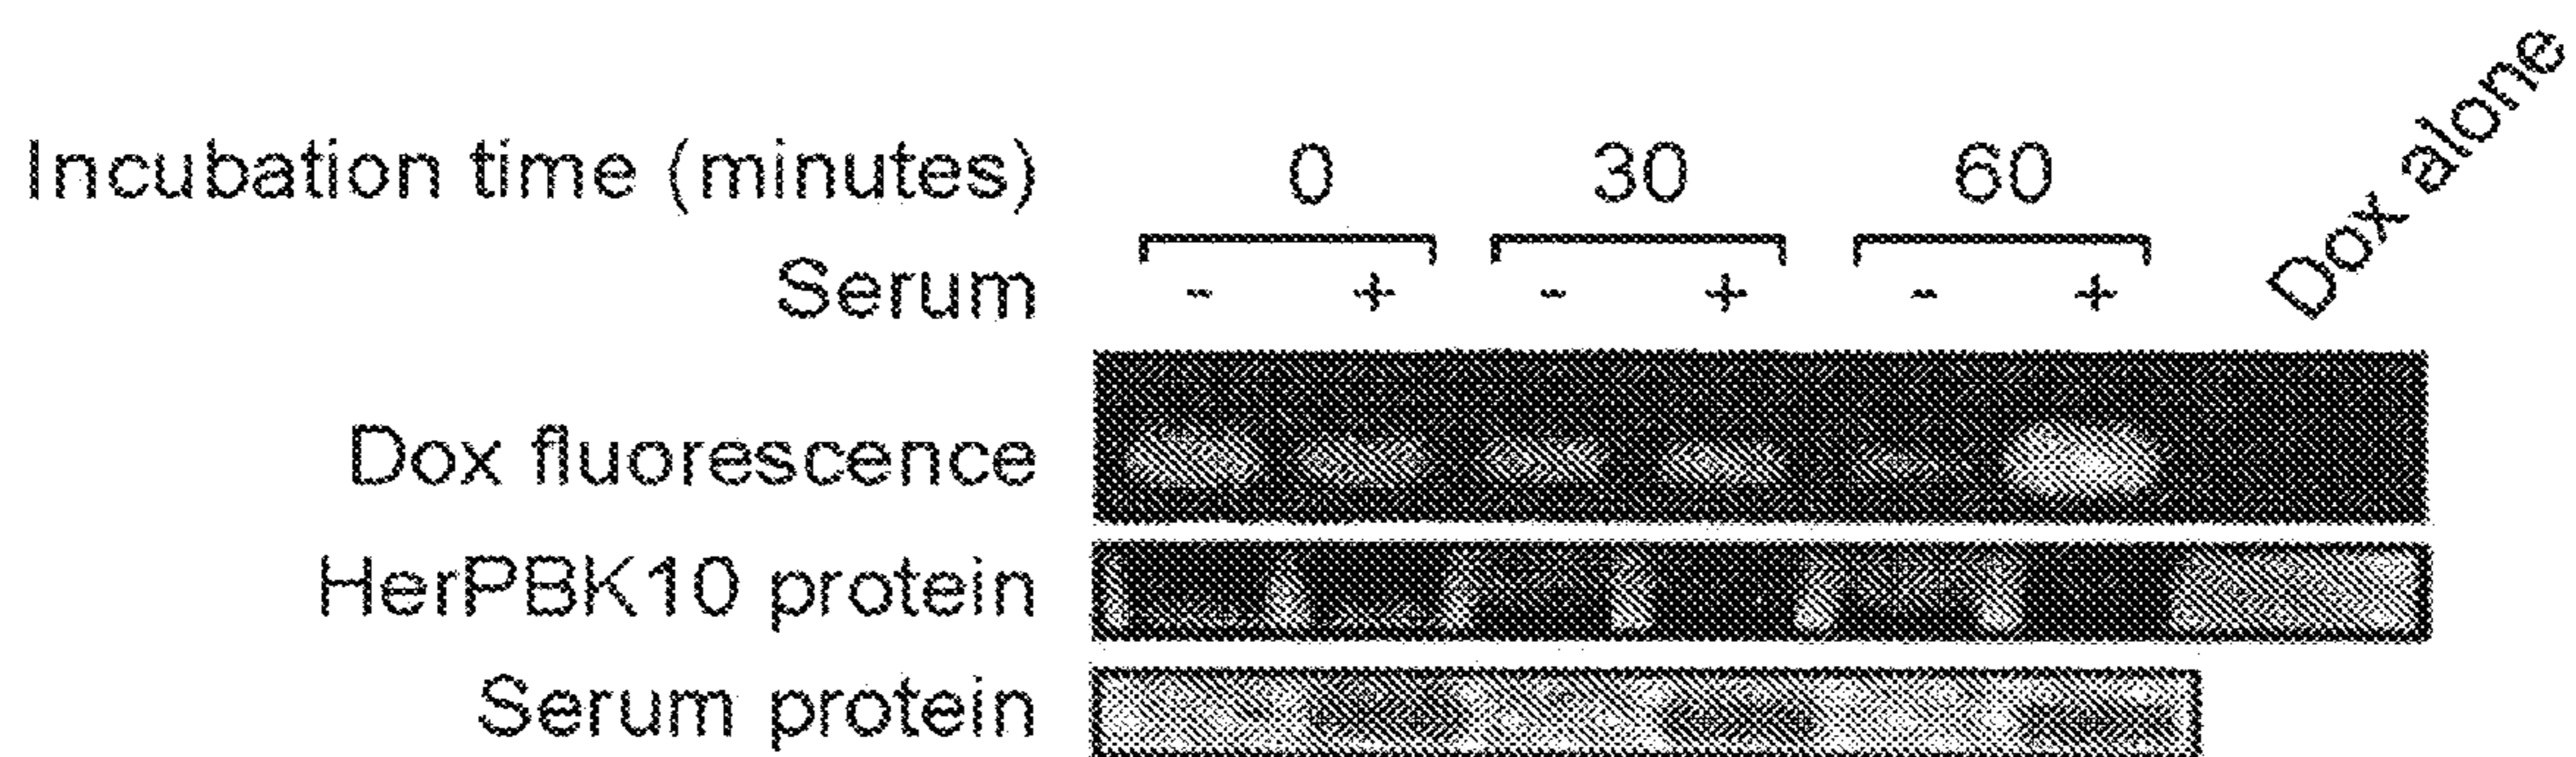 Incubation time (minutes) 0 30 60 Dox alone
Serum - + - + - +
Dox fluorescence
HerPBK10 protein
Serum protein